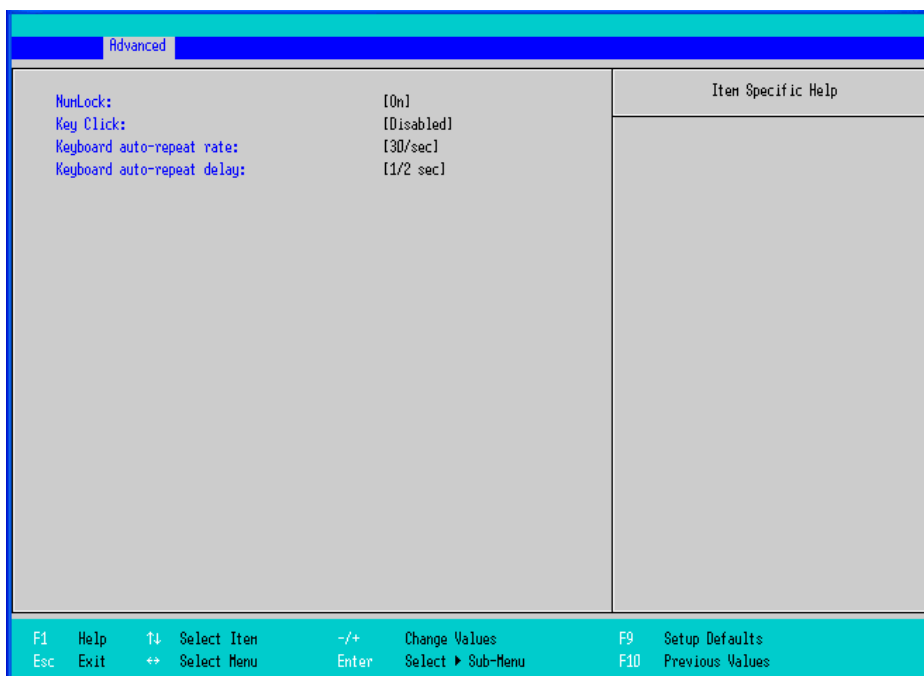 Advanced
NumLock: [On]
Key Click: [Disabled]
Keyboard auto-repeat rate: [30/sec]
Keyboard auto-repeat delay: [1/2 sec]
Item Specific Help
F1 Help ↑↓ Select Item -/+ Change Values F9 Setup Defaults
Esc Exit ↔ Select Menu Enter Select ▶ Sub-Menu F10 Previous Values